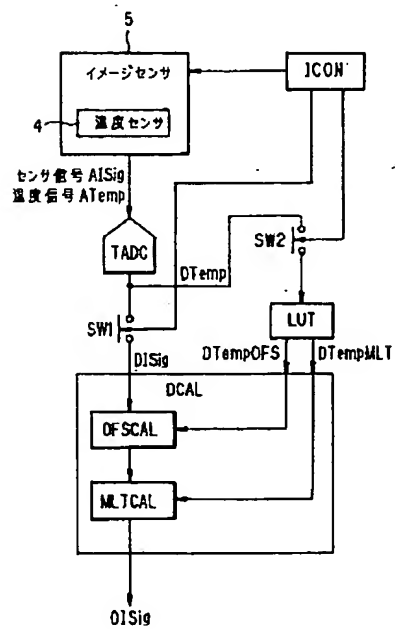 5
イメージセンサ
ICON
4
温度センサ
センサ信号 AISig
温度信号 ATemp
TADC
SW2
DTemp
SW1
LUT
DISig
DTempOFS
DTempMLT
DCAL
OFSCAL
MLTCAL
OISig